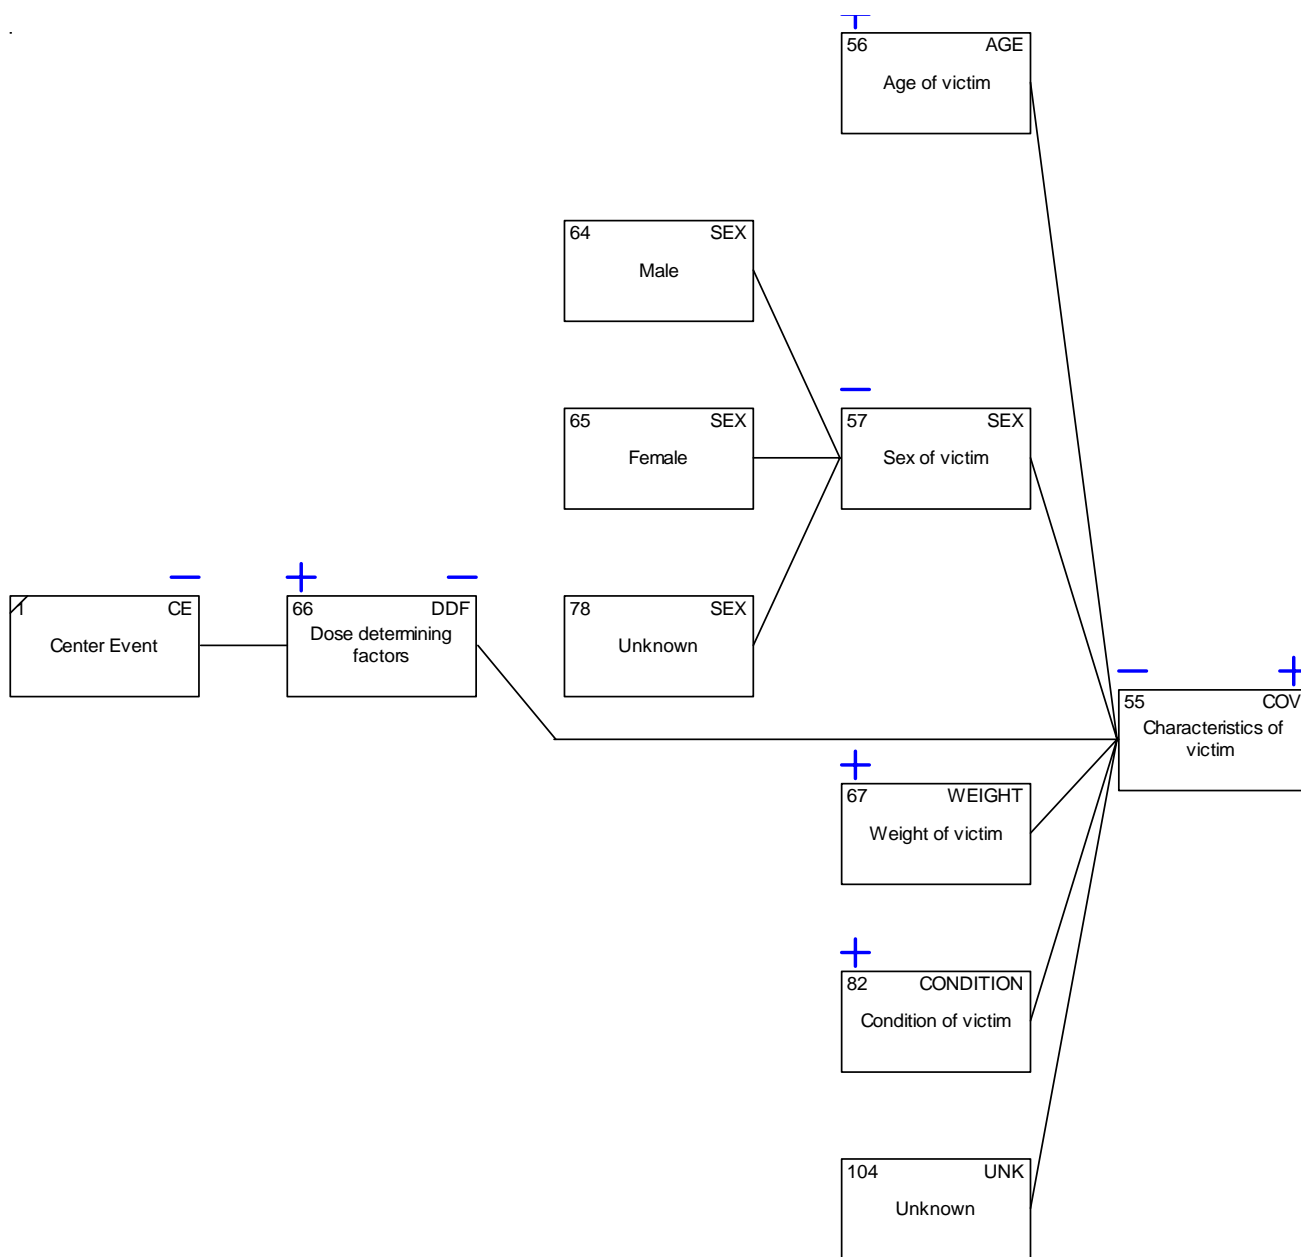 56 AGE
Age of victim
64 SEX
Male
65 SEX
Female
57 SEX
Sex of victim
1 CE
Center Event
66 DDF
Dose determining
factors
78 SEX
Unknown
55 COV
Characteristics of
victim
67 WEIGHT
Weight of victim
82 CONDITION
Condition of victim
104 UNK
Unknown